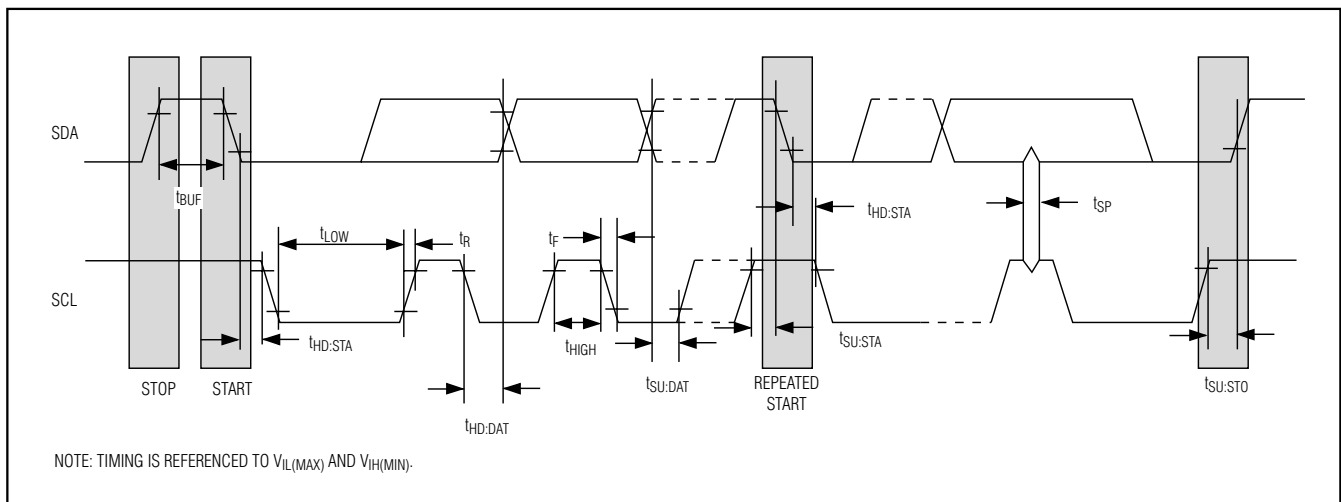 SDA
tBUF
tLOW
tR
tF
tHD:STA
tSP
SCL
tHD:STA
tHIGH
tSU:STA
tSU:DAT
STOP
START
REPEATED
START
tSU:STO
tHD:DAT
NOTE: TIMING IS REFERENCED TO VIL(MAX) AND VIH(MIN).